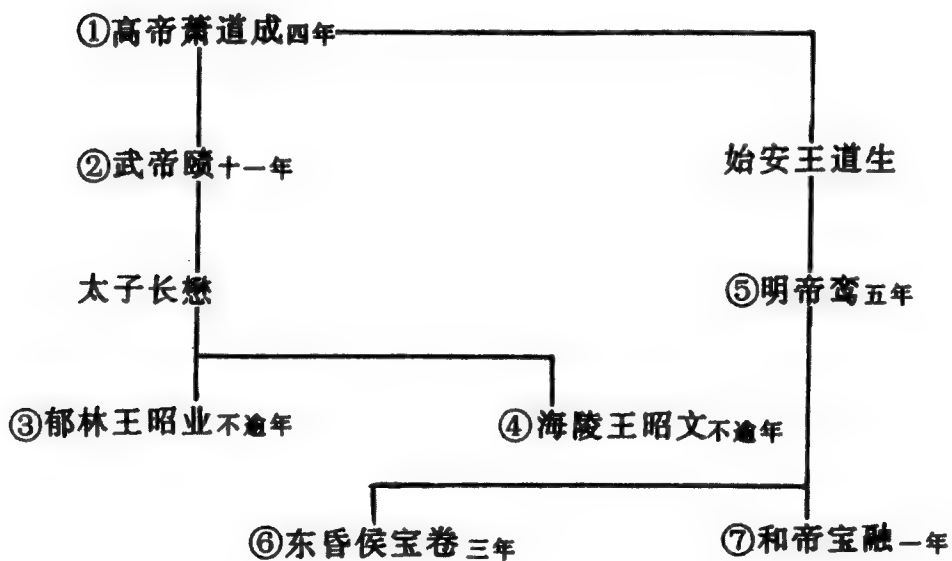 ①高帝萧道成四年
②武帝赜十一年 始安王道生
太子长懋 ⑤明帝鸾五年
③郁林王昭业不逾年 ④海陵王昭文不逾年
⑥东昏侯宝卷三年 ⑦和帝宝融一年